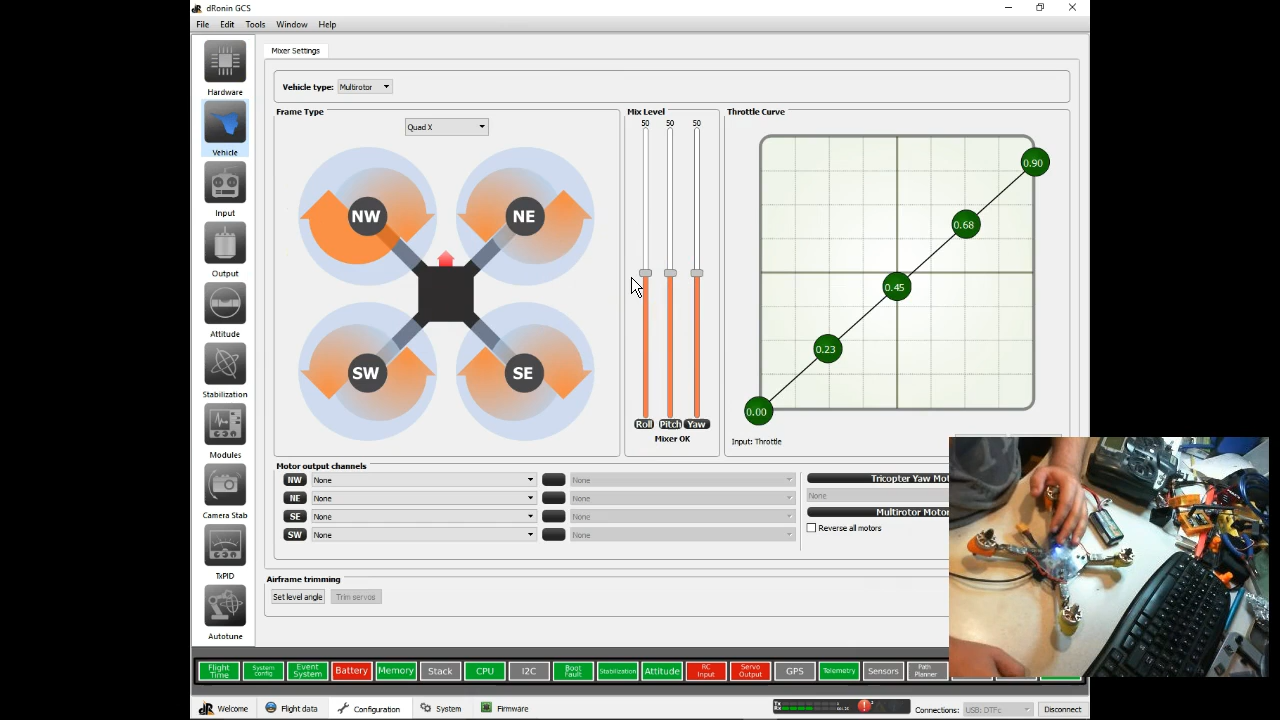 dRonin GCS
File Edit Tools Window Help
Hardware
Vehicle
Input
Output
Attitude
Stabilization
Modules
Camera Stab
TxPID
Autotune
Mixer Settings
Vehicle type: Multirotor
Frame Type
Quad X
NW
NE
SW
SE
Mix Level
50 50 50
Roll Pitch Yaw
Mixer OK
Throttle Curve
0.90
0.68
0.45
0.23
0.00
Input: Throttle
Motor output channels
NW None None
NE None None
SE None None
SW None None
Tricopter Yaw Mot
None
Multirotor Motor
Reverse all motors
Airframe trimming
Set level angle Trim servos
Flight Time
System config
Event System
Battery
Memory
Stack
CPU
I2C
Boot Fault
Stabilization
Attitude
RC Input
Servo Output
GPS
Telemetry
Sensors
Path Planner
Welcome Flight data Configuration System Firmware
Tx
Rx
Connections: USB: DTFc Disconnect